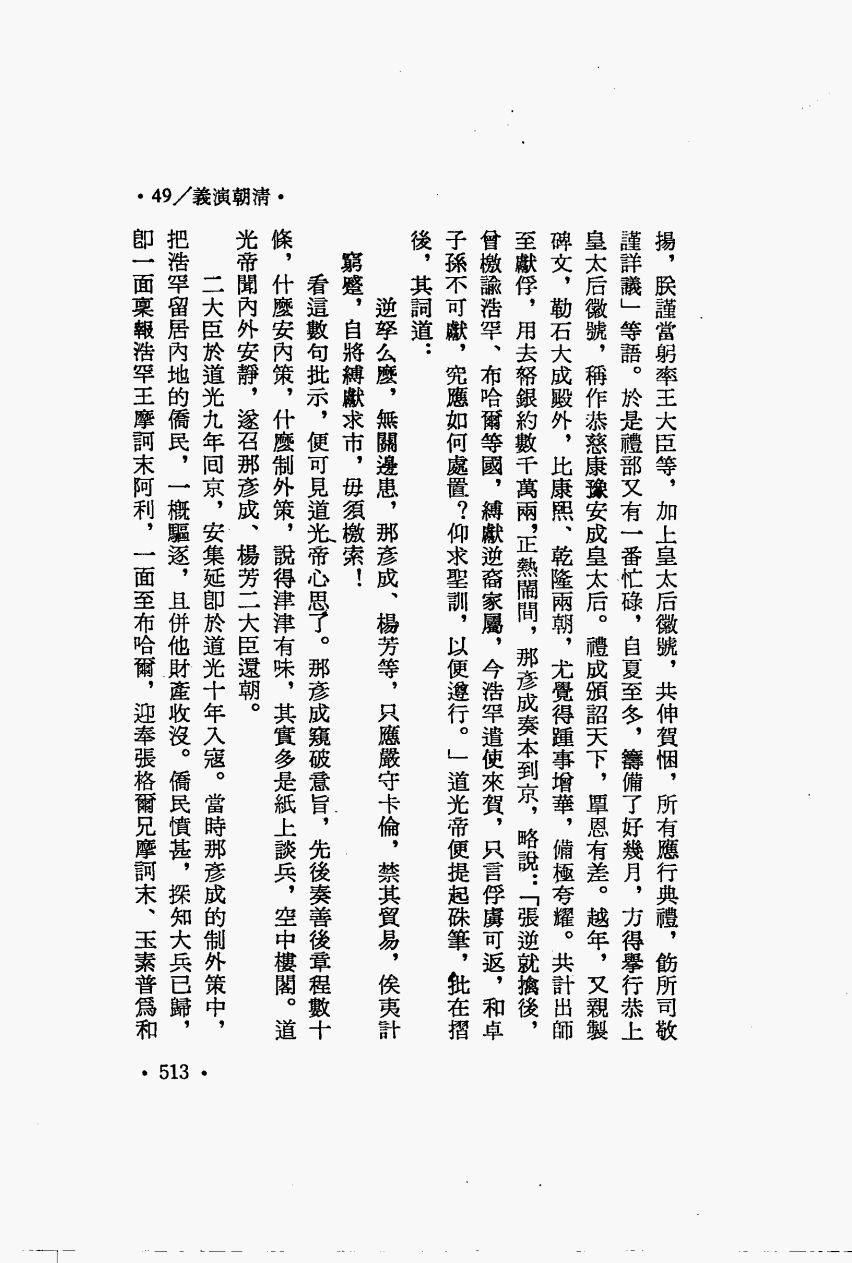 •49/義演朝清•
揚，朕謹當躬率王大臣等，加上皇太后徽號，共伸賀悃，所有應行典禮，飭所司敬
謹詳議」等語。於是禮部又有一番忙碌，自夏至冬，籌備了好幾月，方得舉行恭上
皇太后徽號，稱作恭慈康豫安成皇太后。禮成頒詔天下，覃恩有差。越年，又親製
碑文，勒石大成殿外，比康熙、乾隆兩朝，尤覺得踵事增華，備極夸耀。共計出師
至獻俘，用去帑銀約數千萬兩，正熱鬧間，那彥成奏本到京，略說：「張逆就擒後，
曾檄諭浩罕、布哈爾等國，縛獻逆裔家屬，今浩罕遣使來賀，只言俘虜可返，和卓
子孫不可獻，究應如何處置？仰求聖訓，以便遵行。」道光帝便提起硃筆，批在摺
後，其詞道：
逆孥么麼，無關邊患，那彥成、楊芳等，只應嚴守卡倫，禁其貿易，俟夷計
窮蹙，自將縛獻求市，毋須檄索！
看這數句批示，便可見道光帝心思了。那彥成窺破意旨，先後奏善後章程數十
條，什麼安內策，什麼制外策，說得津津有味，其實多是紙上談兵，空中樓閣。道
光帝聞內外安靜，遂召那彥成、楊芳二大臣還朝。
二大臣於道光九年回京，安集延即於道光十年入寇。當時那彥成的制外策中，
把浩罕留居內地的僑民，一概驅逐，且併他財產收沒。僑民憤甚，探知大兵已歸，
卽一面稟報浩罕王摩訶末阿利，一面至布哈爾，迎奉張格爾兄摩訶末、玉素普爲和
•513•